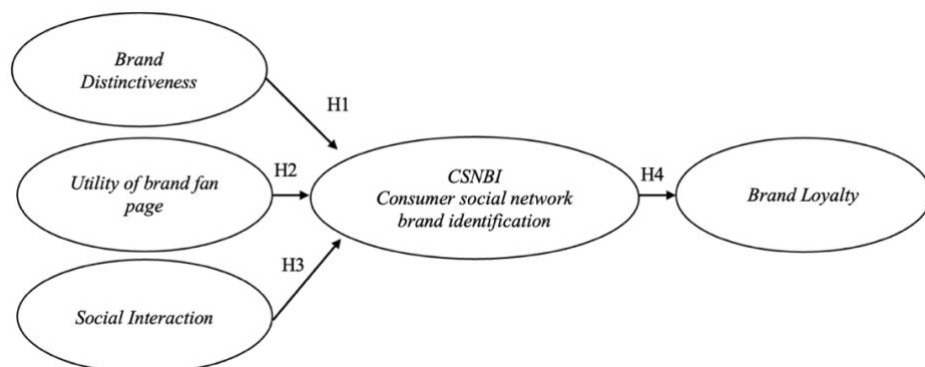 Brand
Distinctiveness
H1
Utility of brand fan
page
H2
CSNBI
Consumer social network
brand identification
H4
Brand Loyalty
H3
Social Interaction